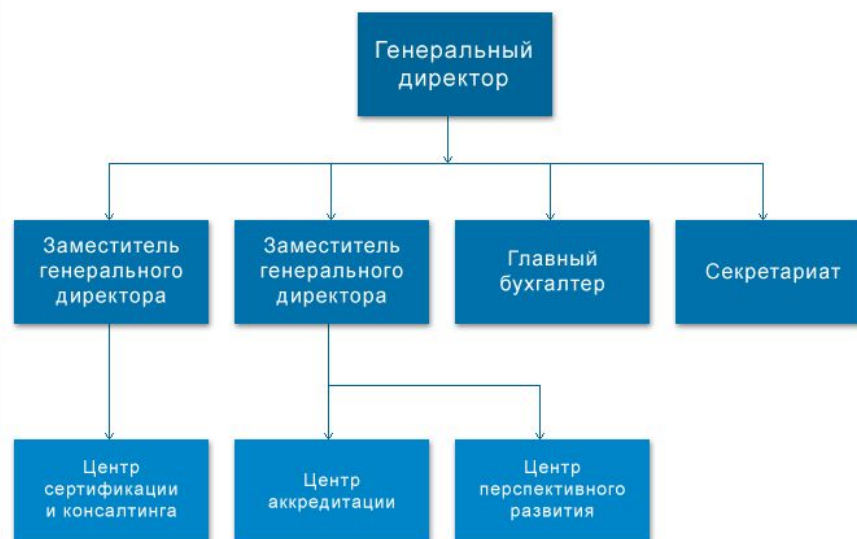 Генеральный
директор
Заместитель
генерального
директора
Заместитель
генерального
директора
Главный
бухгалтер
Секретариат
Центр
сертификации
и консалтинга
Центр
аккредитации
Центр
перспективного
развития